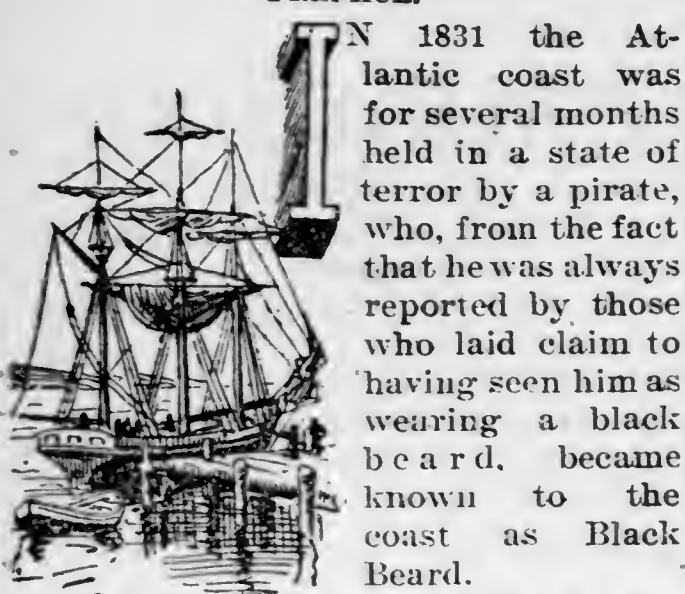 IN 1831 the At-
lantic coast was
for several months
held in a state of
terror by a pirate,
who, from the fact
that he was always
reported by those
who laid claim to
having seen him as
wearing a black
beard, became
known to the
coast as Black
Beard.